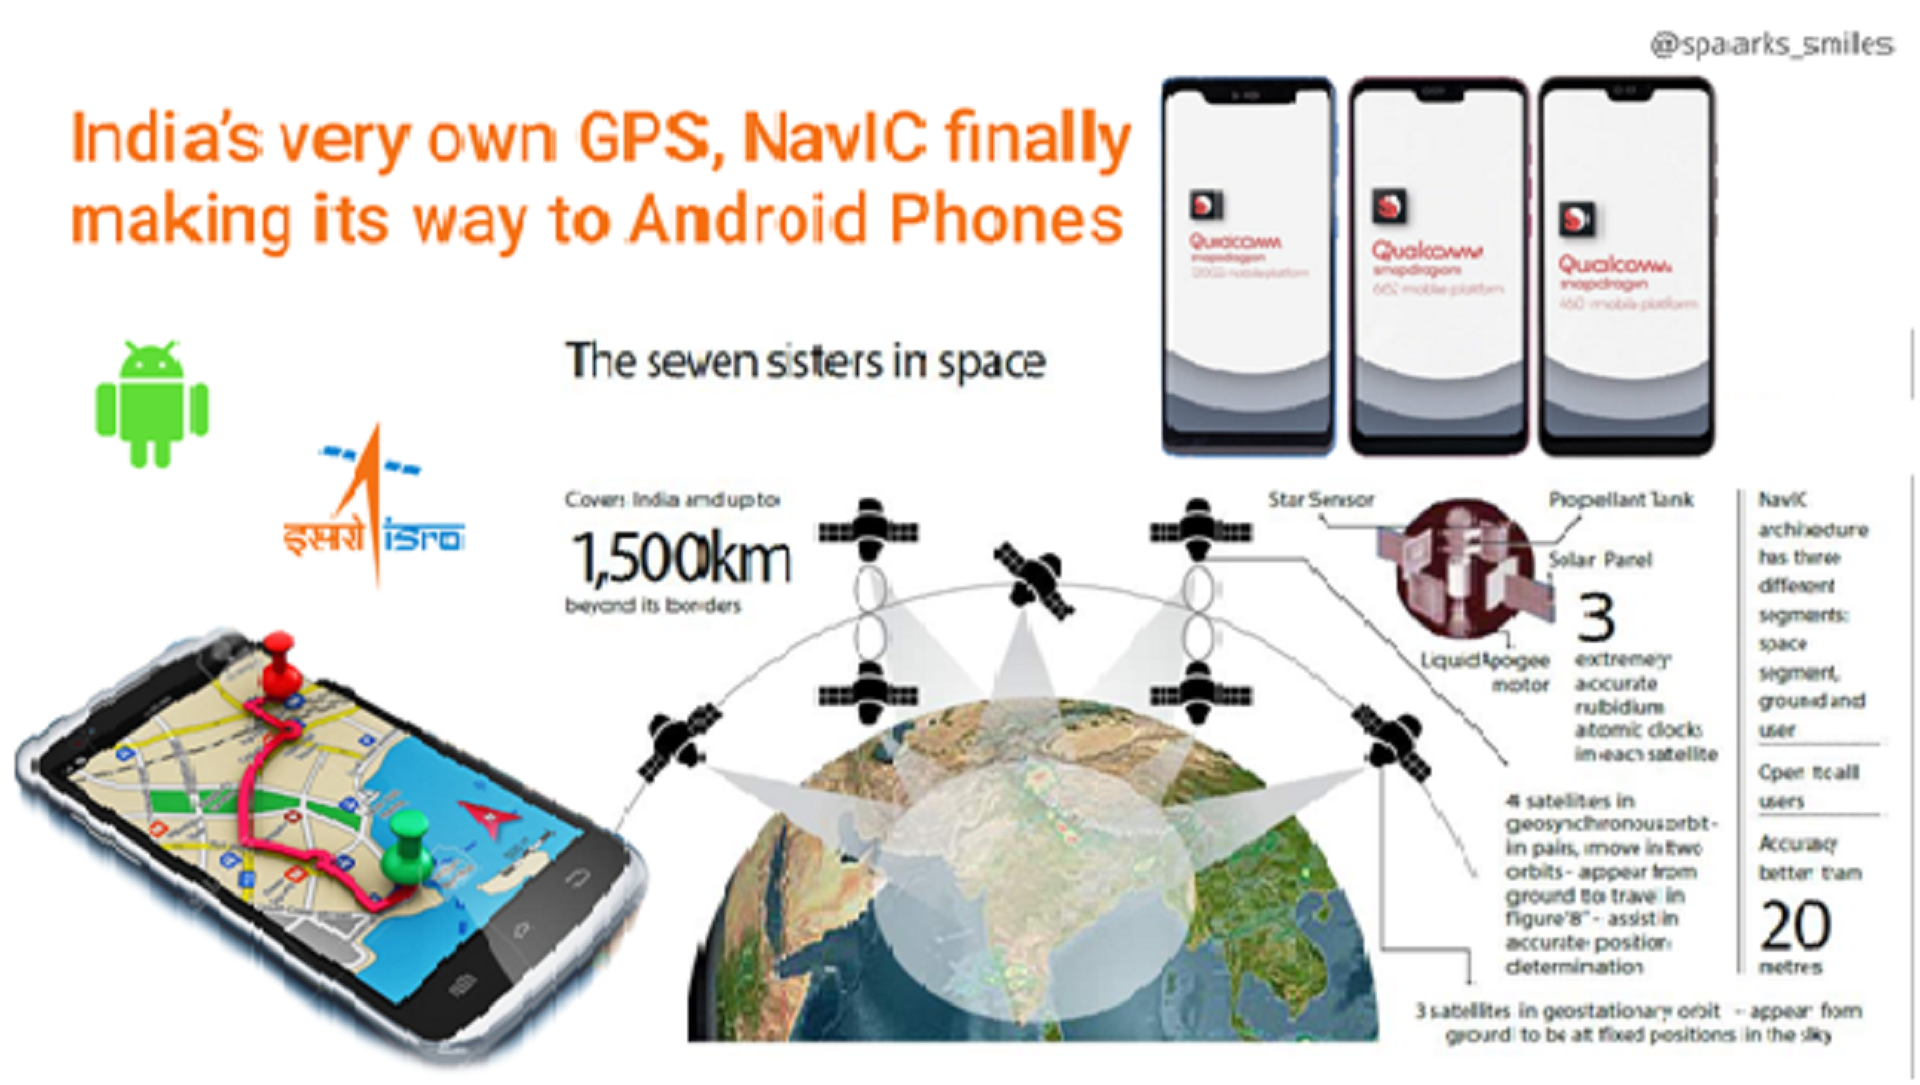 @spaarks_smiles
India's very own GPS, NavIC finally
making its way to Android Phones
Qualcomm
snapdragon
720G mobile platform
Qualcomm
snapdragon
662 mobile platform
Qualcomm
snapdragon
460 mobile platform
The seven sisters in space
इसरो isro
Covers India and up to
1,500km
beyond its borders
Star Sensor
Propellant Tank
Solar Panel
Liquid Apogee
motor
3
extremely
accurate
rubidium
atomic clocks
in each satellite
4 satellites in
geosynchronous orbit-
in pairs, move in two
orbits - appear from
ground to travel in
figure '8" - assist in
accurate position
determination
3 satellites in geostationary orbit - appear from
ground to be at fixed positions in the sky
NavIC
architecture
has three
different
segments:
space
segment,
ground and
user
Open to all
users
Accuracy
better than
20
metres